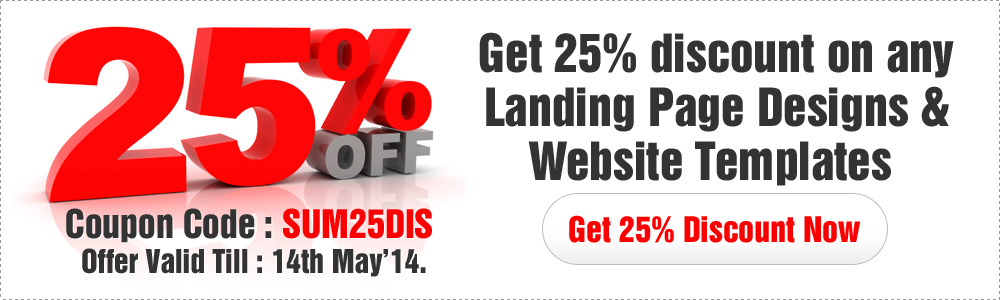 25%
OFF
Coupon Code : SUM25DIS
Offer Valid Till : 14th May’14.
Get 25% discount on any
Landing Page Designs &
Website Templates
Get 25% Discount Now